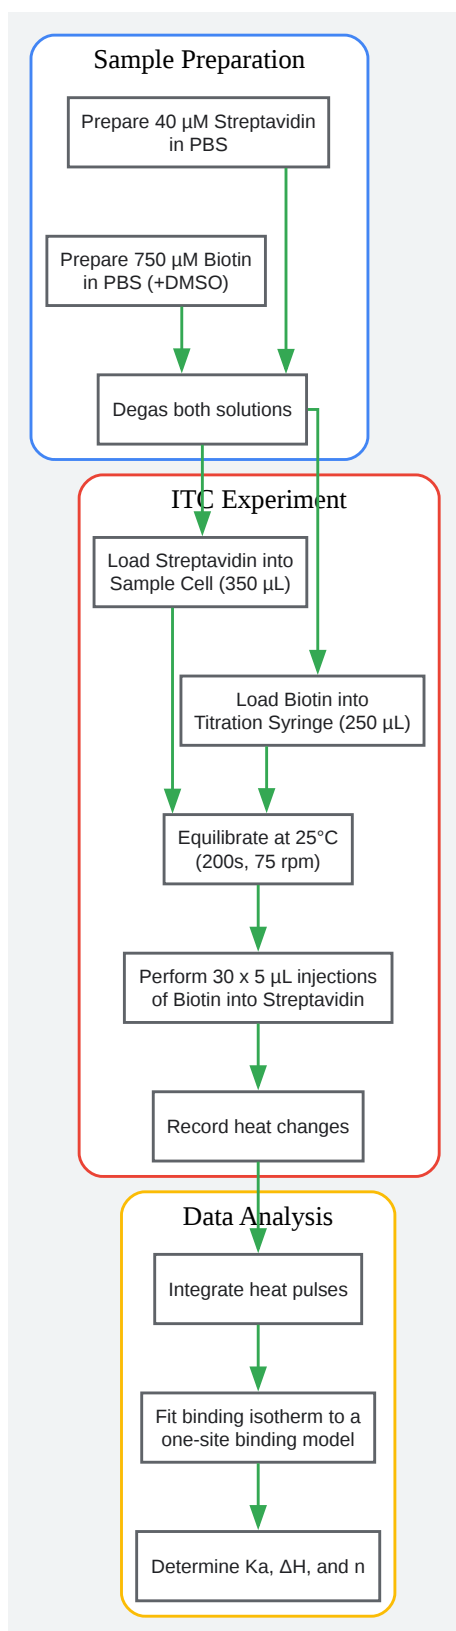 Sample Preparation
Prepare 40 µM Streptavidin
in PBS
Prepare 750 µM Biotin
in PBS (+DMSO)
Degas both solutions
ITC Experiment
Load Streptavidin into
Sample Cell (350 µL)
Load Biotin into
Titration Syringe (250 µL)
Equilibrate at 25°C
(200s, 75 rpm)
Perform 30 x 5 µL injections
of Biotin into Streptavidin
Record heat changes
Data Analysis
Integrate heat pulses
Fit binding isotherm to a
one-site binding model
Determine Ka, ΔH, and n